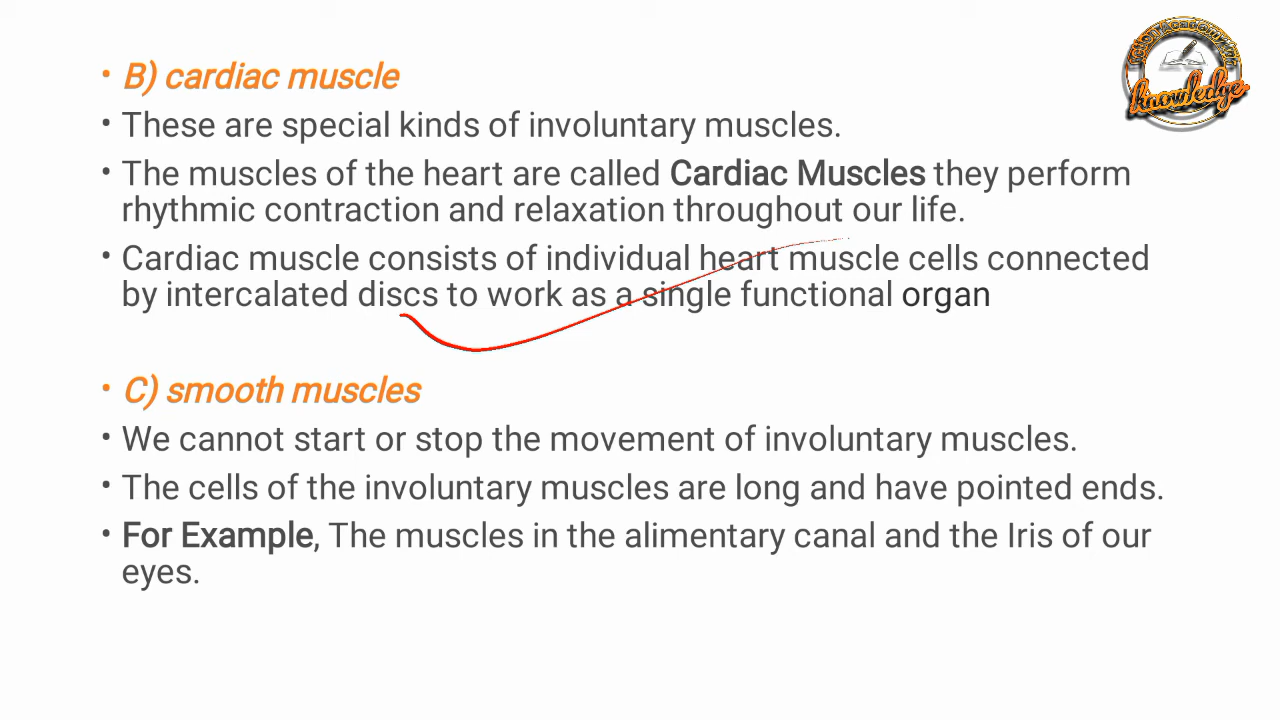 • B) cardiac muscle
• These are special kinds of involuntary muscles.
• The muscles of the heart are called Cardiac Muscles they perform
rhythmic contraction and relaxation throughout our life.
• Cardiac muscle consists of individual heart muscle cells connected
by intercalated discs to work as a single functional organ
• C) smooth muscles
• We cannot start or stop the movement of involuntary muscles.
• The cells of the involuntary muscles are long and have pointed ends.
• For Example, The muscles in the alimentary canal and the Iris of our
eyes.
knowledge